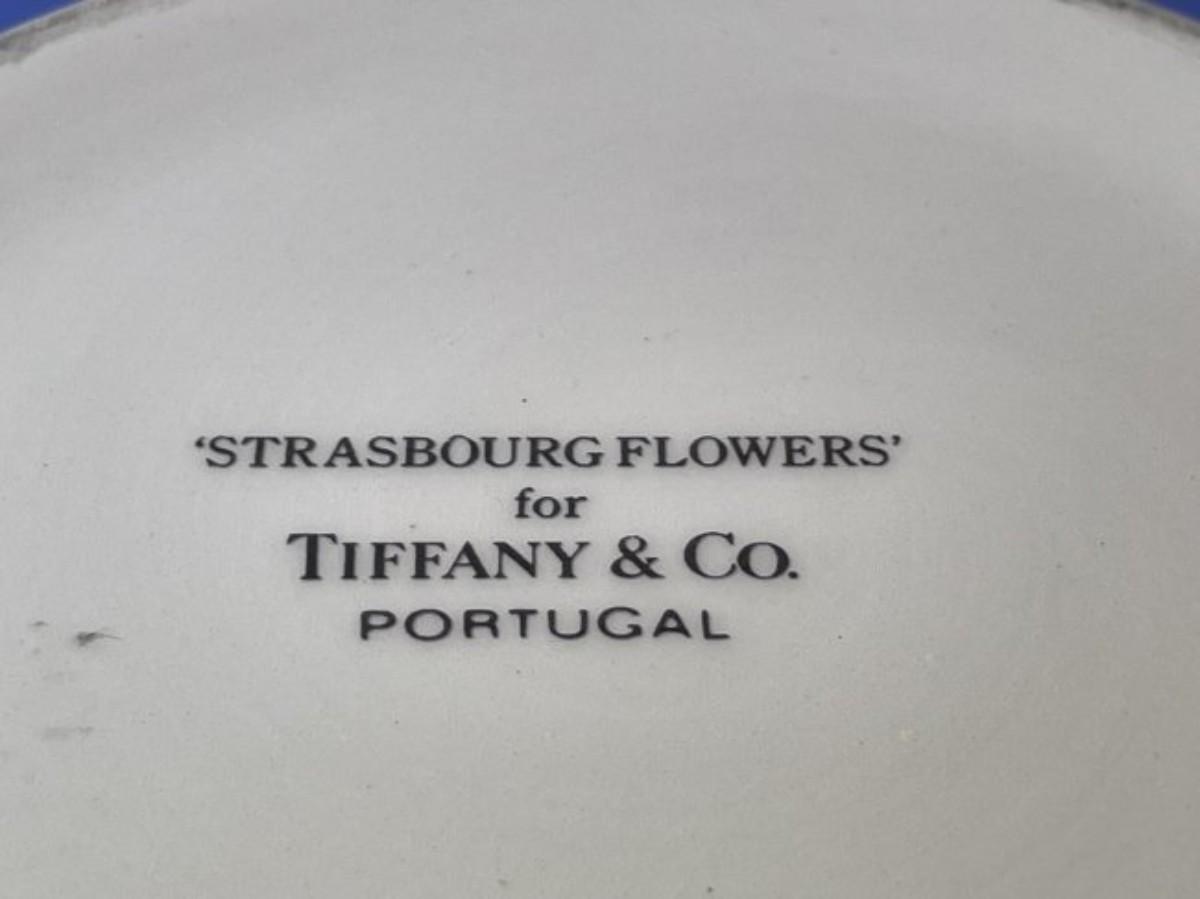 ‘STRASBOURG FLOWERS’
for
TIFFANY & CO.
PORTUGAL